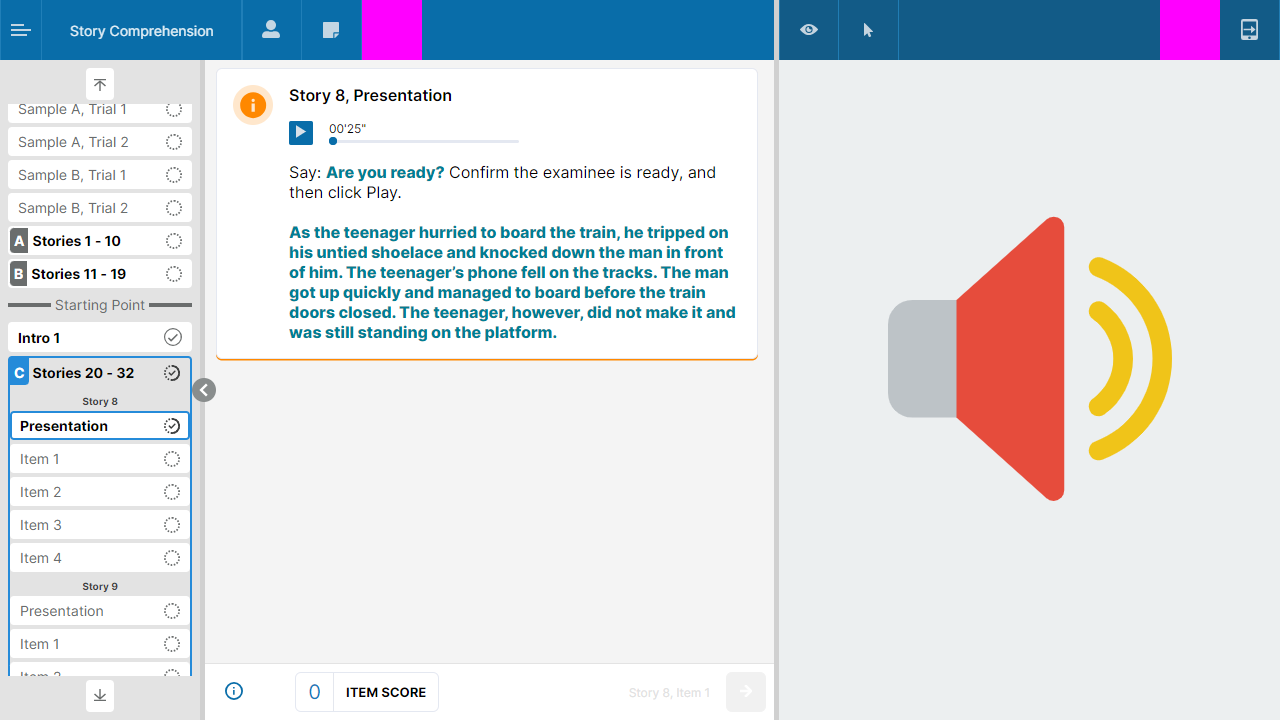 Story Comprehension
Sample A, Trial 1
Sample A, Trial 2
Sample B, Trial 1
Sample B, Trial 2
A Stories 1 - 10
B Stories 11 - 19
Starting Point
Intro 1
C Stories 20 - 32
Story 8
Presentation
Item 1
Item 2
Item 3
Item 4
Story 9
Presentation
Item 1
Item 2
Story 8, Presentation
00'25"
Say: Are you ready? Confirm the examinee is ready, and
then click Play.
As the teenager hurried to board the train, he tripped on
his untied shoelace and knocked down the man in front
of him. The teenager’s phone fell on the tracks. The man
got up quickly and managed to board before the train
doors closed. The teenager, however, did not make it and
was still standing on the platform.
0 ITEM SCORE
Story 8, Item 1